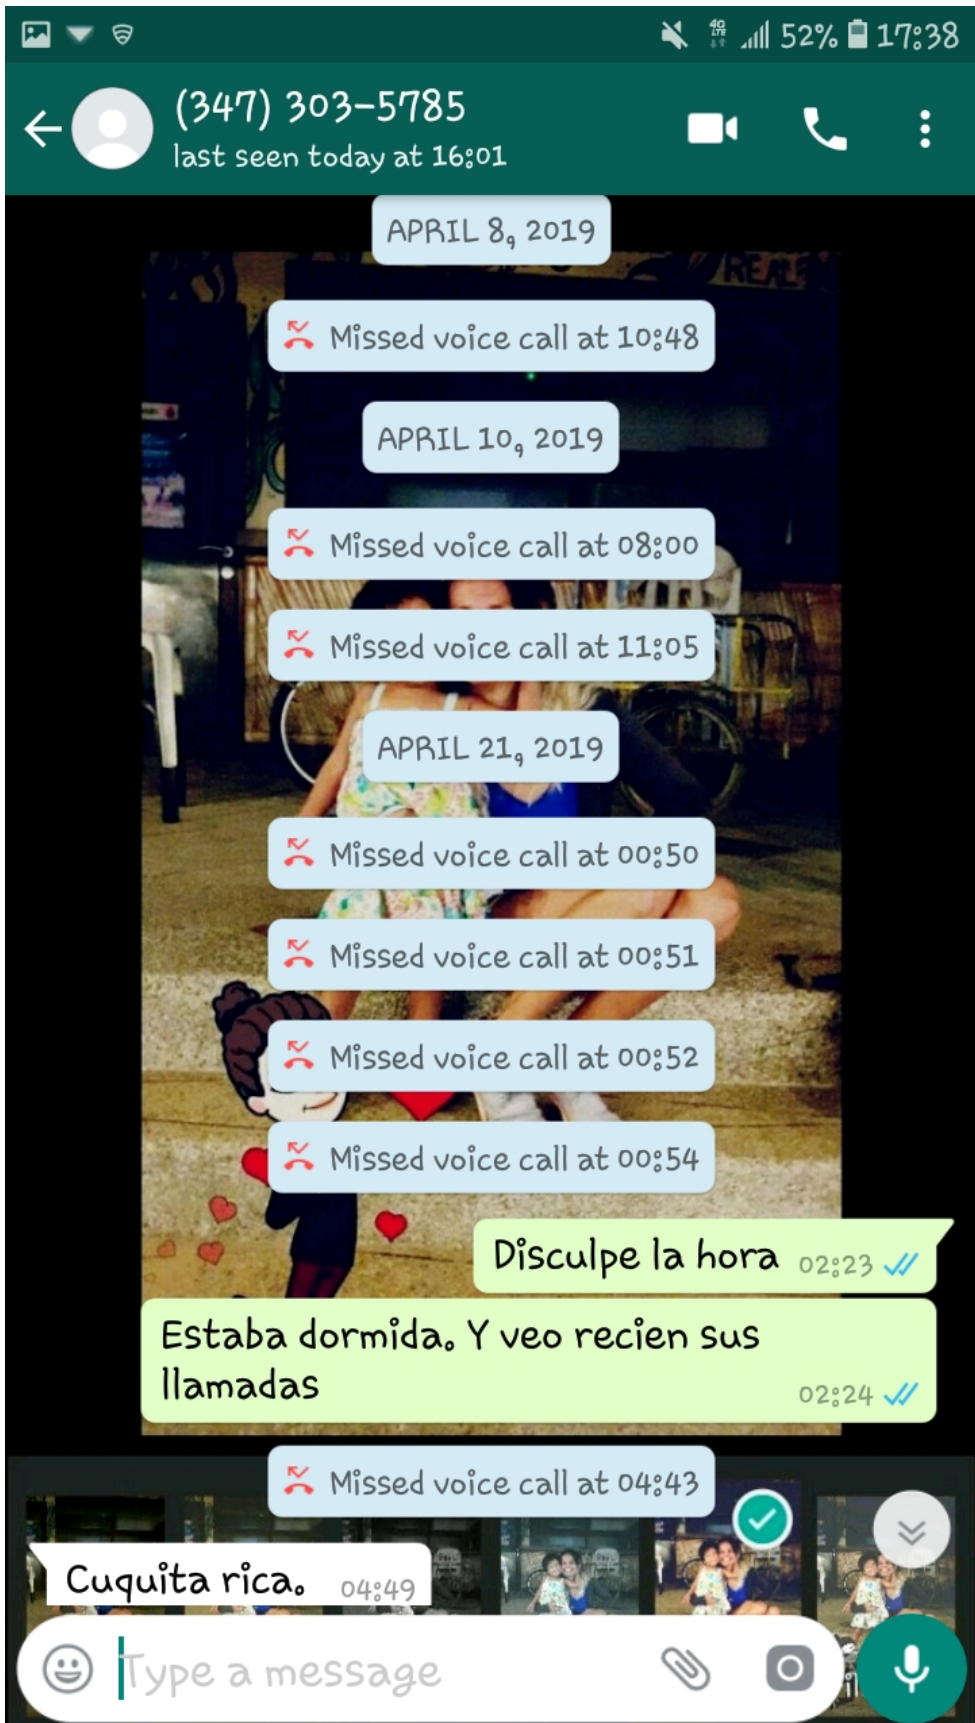 4G LTE 52% 17:38
(347) 303-5785
last seen today at 16:01
APRIL 8, 2019
REALE
Missed voice call at 10:48
APRIL 10, 2019
Missed voice call at 08:00
Missed voice call at 11:05
APRIL 21, 2019
Missed voice call at 00:50
Missed voice call at 00:51
Missed voice call at 00:52
Missed voice call at 00:54
Disculpe la hora 02:23
Estaba dormida. Y veo recien sus
llamadas 02:24
Missed voice call at 04:43
Cuquita rica. 04:49
Type a message